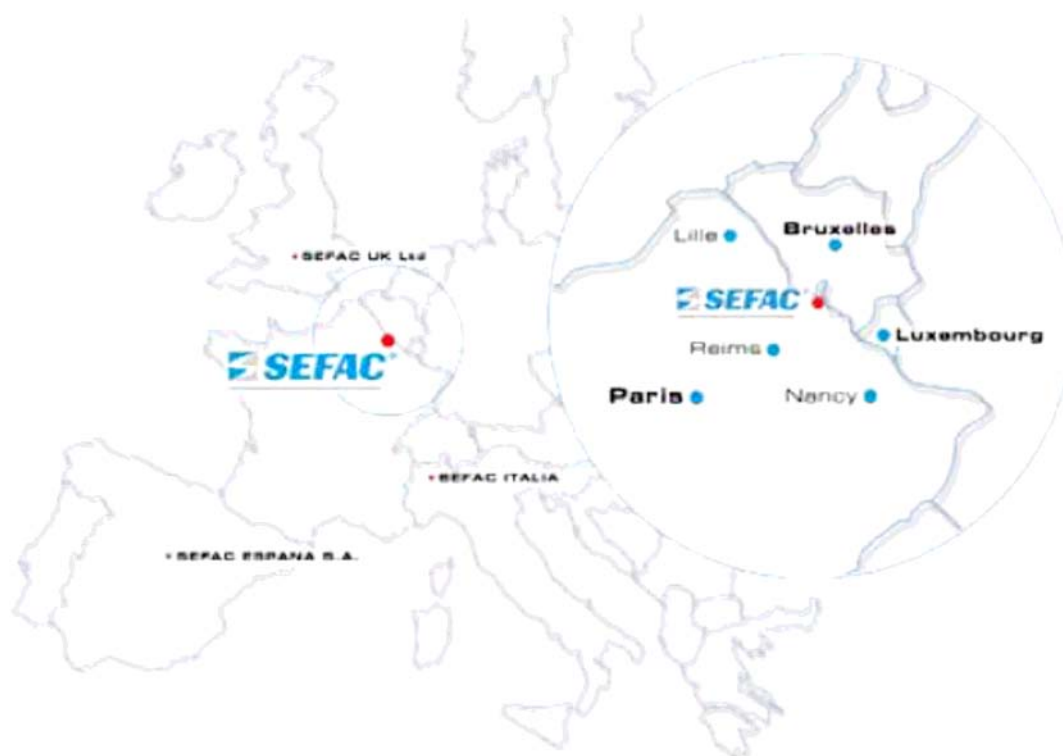 SEFAC UK Ltd
SEFAC®
SEFAC ITALIA
SEFAC ESPANA S.A.
Lille
Bruxelles
SEFAC®
Luxembourg
Reims
Paris
Nancy